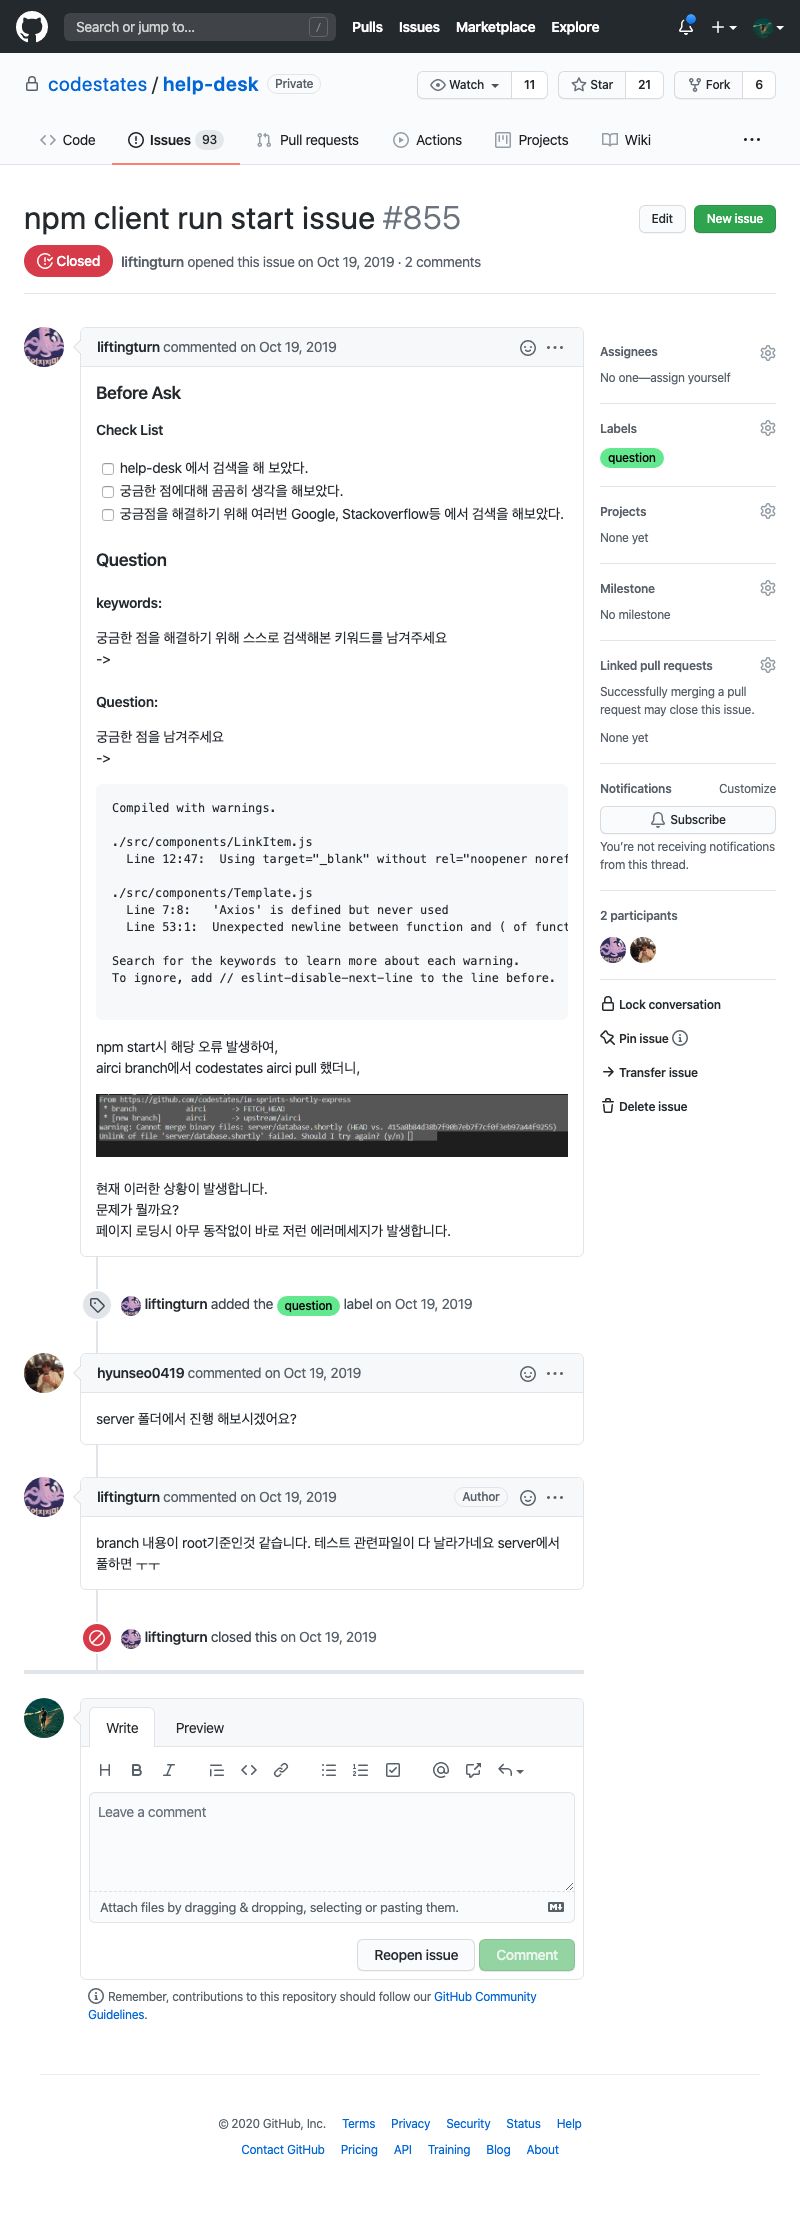 Search or jump to...
/
Pulls
Issues
Marketplace
Explore
codestates / help-desk
Private
Watch
11
Star
21
Fork
6
Code
Issues 93
Pull requests
Actions
Projects
Wiki
npm client run start issue #855
Edit
New issue
Closed
liftingturn opened this issue on Oct 19, 2019 · 2 comments
liftingturn commented on Oct 19, 2019
Before Ask
Check List
help-desk 에서 검색을 해 보았다.
궁금한 점에대해 곰곰히 생각을 해보았다.
궁금점을 해결하기 위해 여러번 Google, Stackoverflow등 에서 검색을 해보았다.
Question
keywords:
궁금한 점을 해결하기 위해 스스로 검색해본 키워드를 남겨주세요
->
Question:
궁금한 점을 남겨주세요
->
Compiled with warnings.
./src/components/LinkItem.js
Line 12:47:  Using target="_blank" without rel="noopener noref
./src/components/Template.js
Line 7:8:   'Axios' is defined but never used
Line 53:1:  Unexpected newline between function and ( of funct
Search for the keywords to learn more about each warning.
To ignore, add // eslint-disable-next-line to the line before.
npm start시 해당 오류 발생하여,
airci branch에서 codestates airci pull 했더니,
From https://github.com/codestates/im-sprints-shortly-express
* branch            airci      -> FETCH_HEAD
* [new branch]      airci      -> upstream/airci
warning: Cannot merge binary files: server/database.shortly (HEAD vs.
Unlink of file 'server/database.shortly' failed. Should I try again? (y/n)
현재 이러한 상황이 발생합니다.
문제가 뭘까요?
페이지 로딩시 아무 동작없이 바로 저런 에러메세지가 발생합니다.
liftingturn added the question label on Oct 19, 2019
hyunseo0419 commented on Oct 19, 2019
server 폴더에서 진행 해보시겠어요?
liftingturn commented on Oct 19, 2019
Author
branch 내용이 root기준인것 같습니다. 테스트 관련파일이 다 날라가네요 server에서
풀하면 ㅜㅜ
liftingturn closed this on Oct 19, 2019
Write
Preview
Leave a comment
Attach files by dragging & dropping, selecting or pasting them.
Reopen issue
Comment
Remember, contributions to this repository should follow our GitHub Community
Guidelines.
Assignees
No one—assign yourself
Labels
question
Projects
None yet
Milestone
No milestone
Linked pull requests
Successfully merging a pull
request may close this issue.
None yet
Notifications
Customize
Subscribe
You're not receiving notifications
from this thread.
2 participants
Lock conversation
Pin issue
Transfer issue
Delete issue
© 2020 GitHub, Inc.
Terms
Privacy
Security
Status
Help
Contact GitHub
Pricing
API
Training
Blog
About